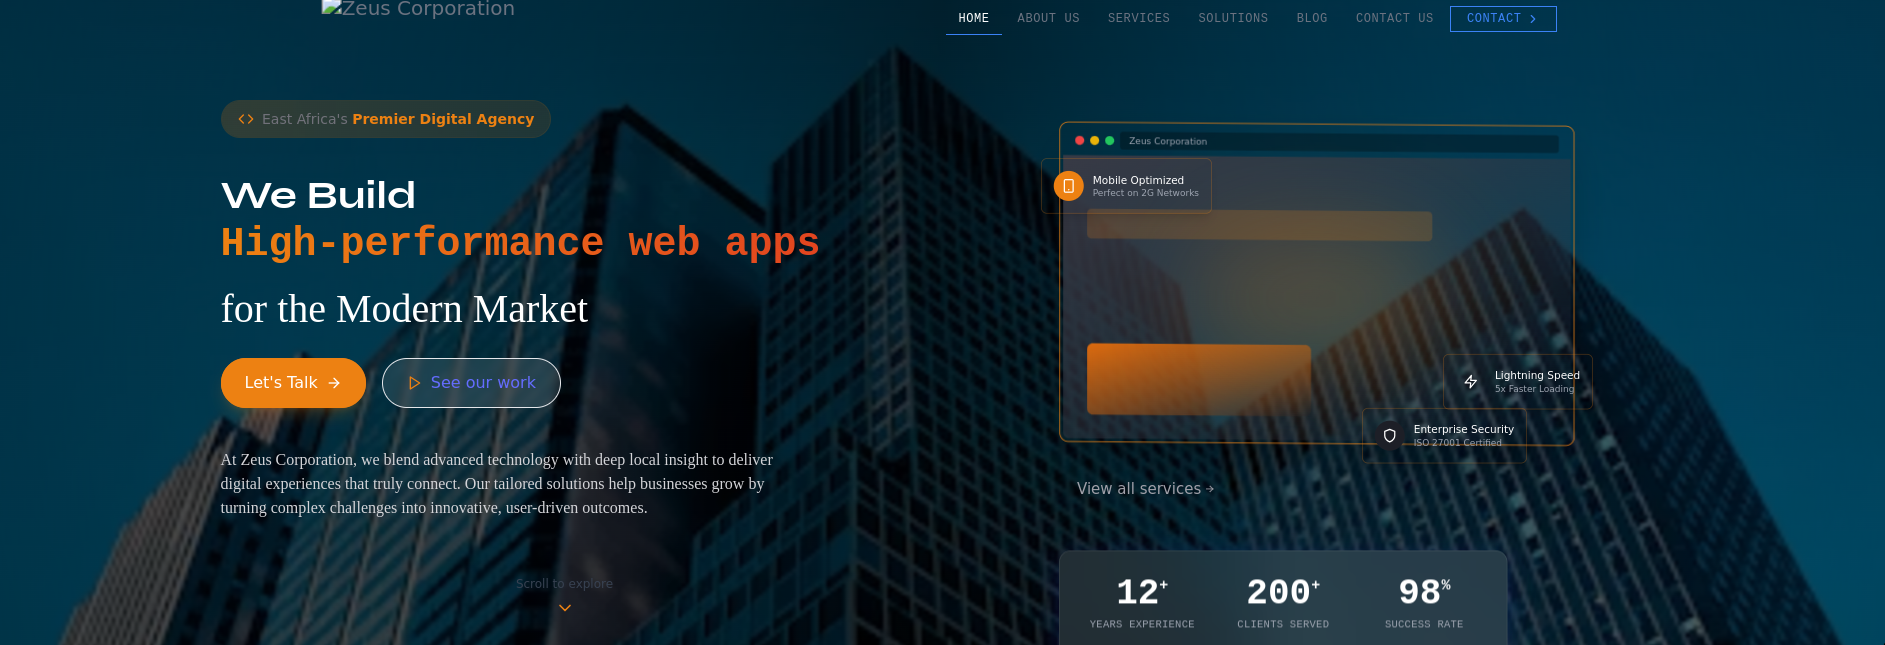 Zeus Corporation
HOME ABOUT US SERVICES SOLUTIONS BLOG CONTACT US CONTACT
East Africa's Premier Digital Agency
We Build
High-performance web apps
for the Modern Market
Let's Talk
See our work
At Zeus Corporation, we blend advanced technology with deep local insight to deliver
digital experiences that truly connect. Our tailored solutions help businesses grow by
turning complex challenges into innovative, user-driven outcomes.
Scroll to explore
Zeus Corporation
Mobile Optimized
Perfect on 2G Networks
Lightning Speed
5x Faster Loading
Enterprise Security
ISO 27001 Certified
View all services
12+ 200+ 98%
YEARS EXPERIENCE CLIENTS SERVED SUCCESS RATE